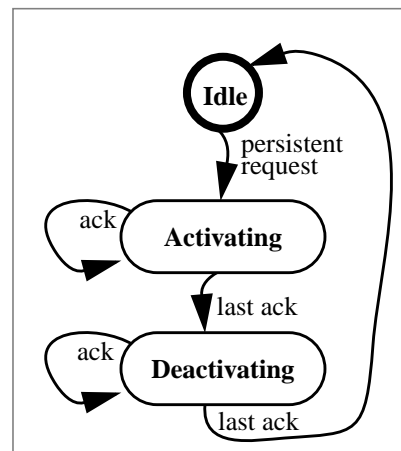 Idle
persistent
request
ack
Activating
last ack
ack
Deactivating
last ack